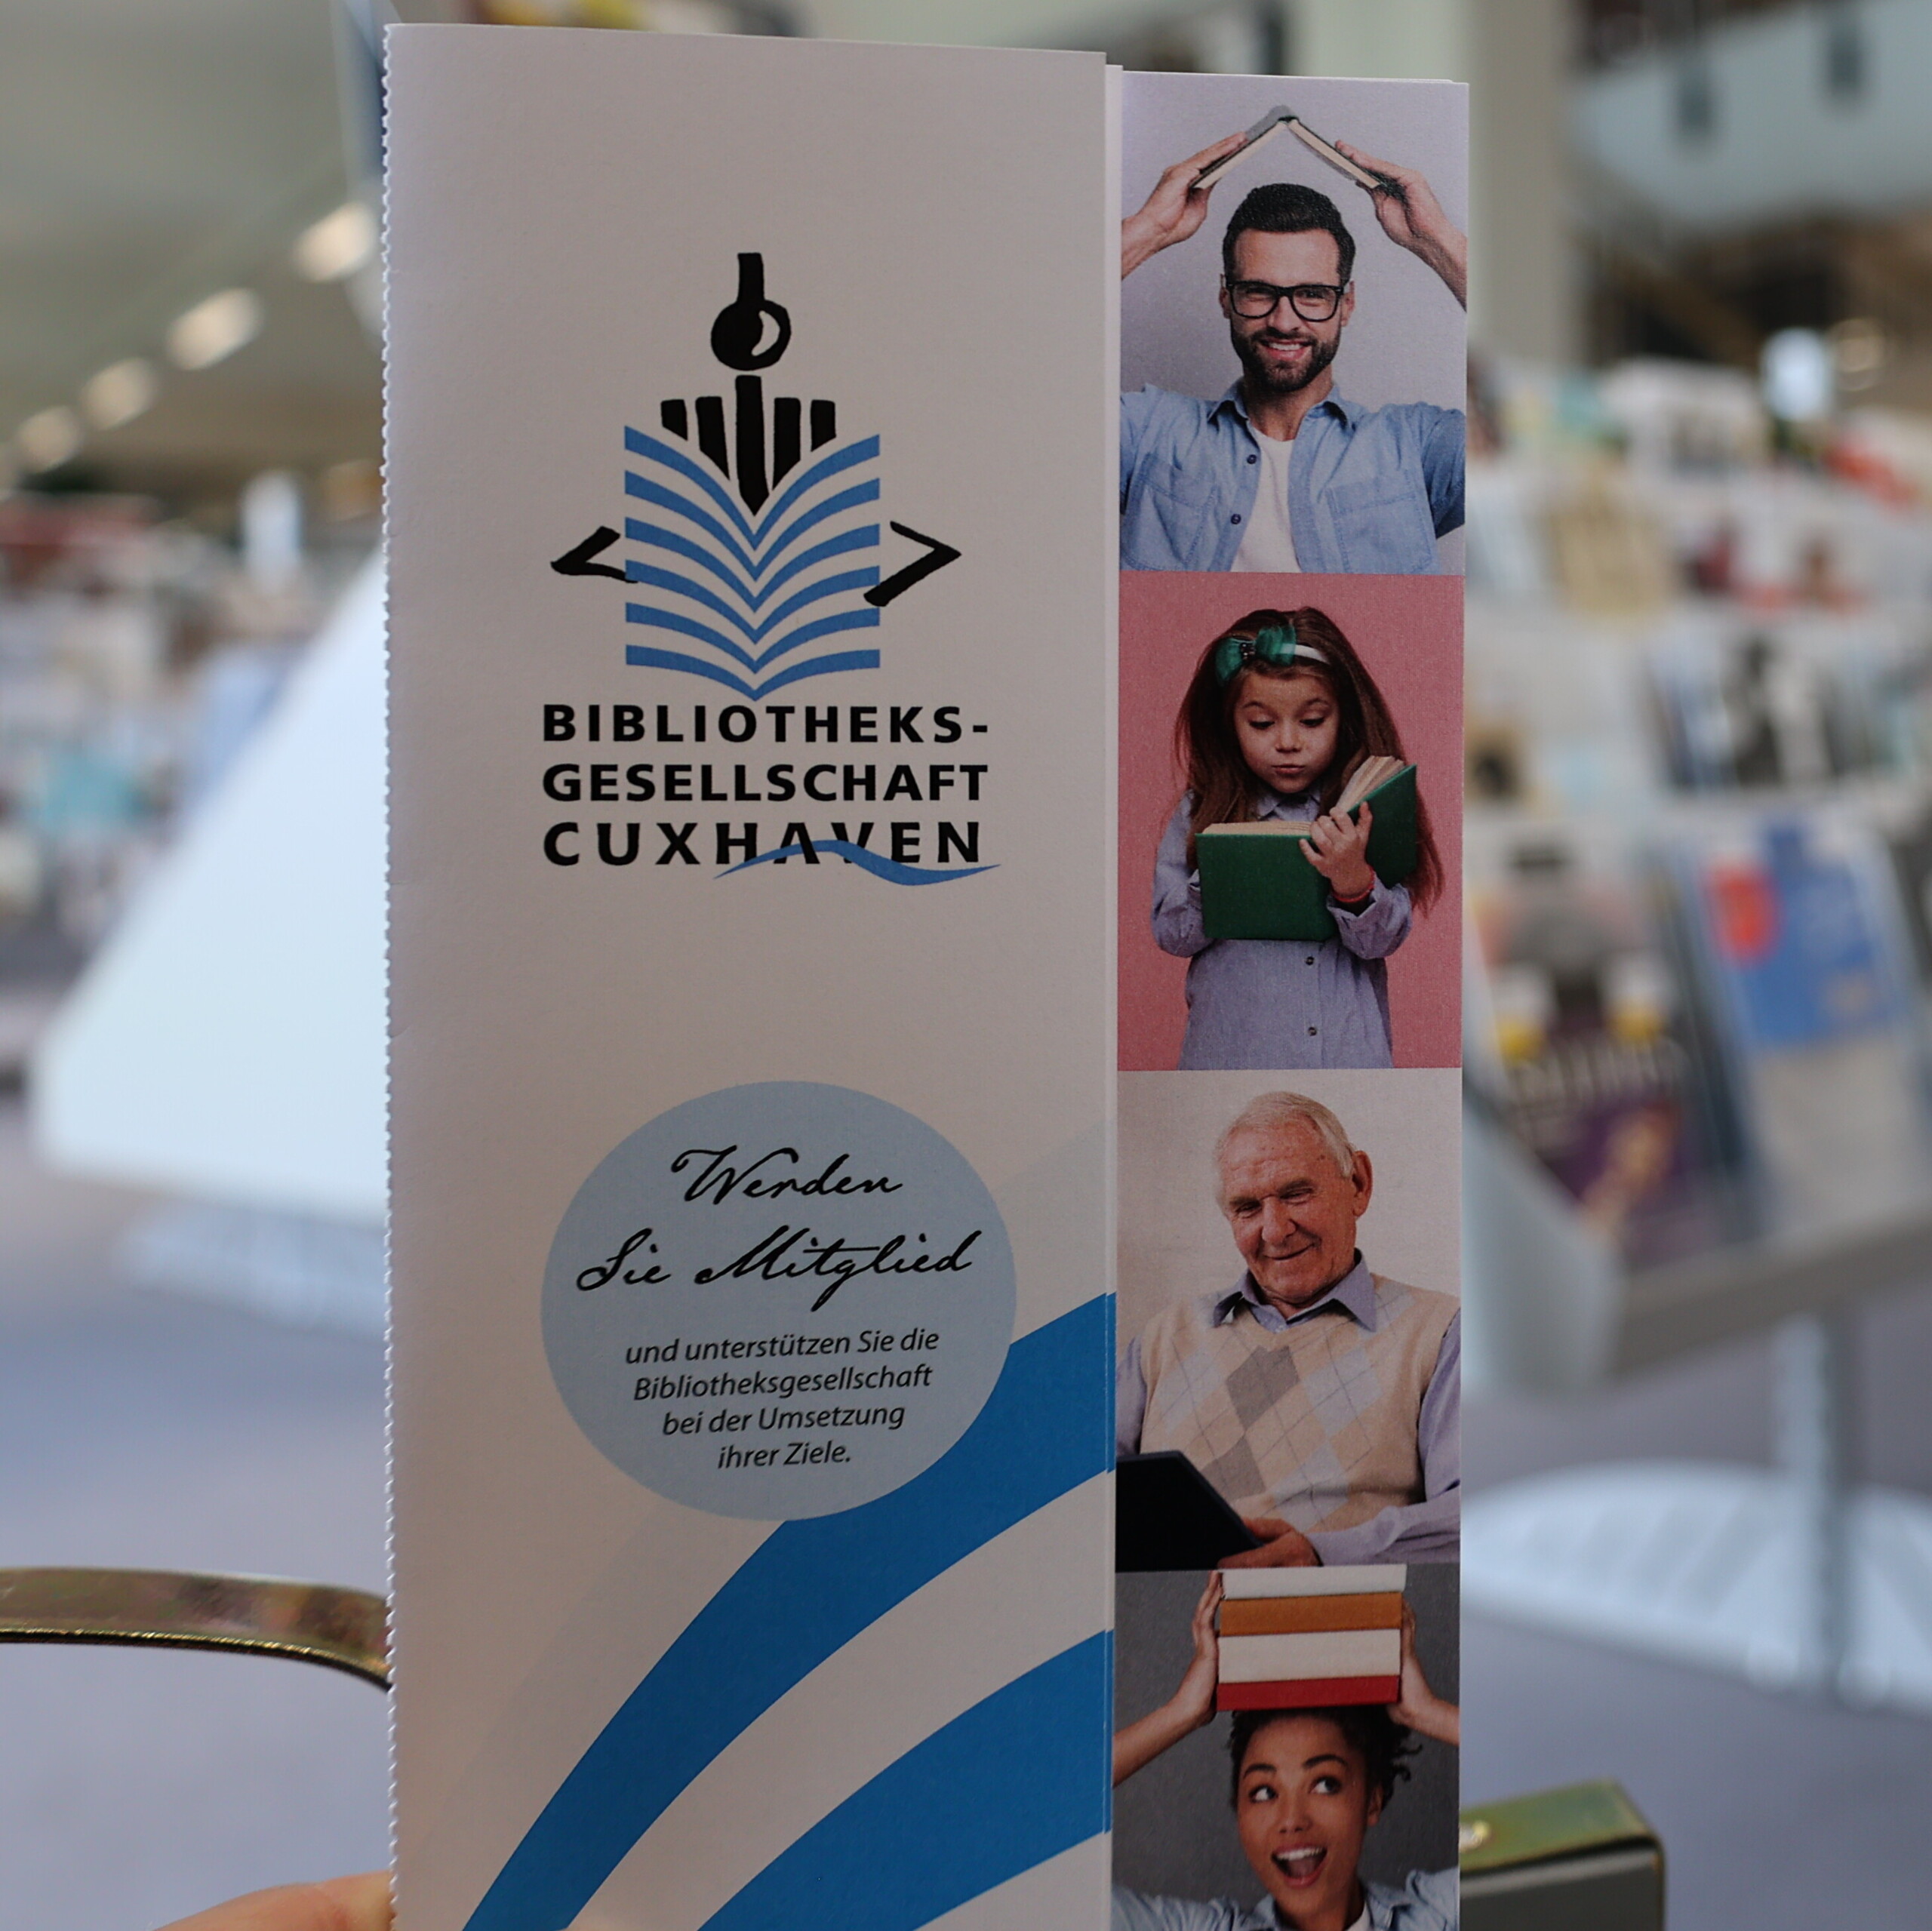 BIBLIOTHEKS-
GESELLSCHAFT
CUXHAVEN
Werden
Sie Mitglied
und unterstützen Sie die
Bibliotheksgesellschaft
bei der Umsetzung
ihrer Ziele.